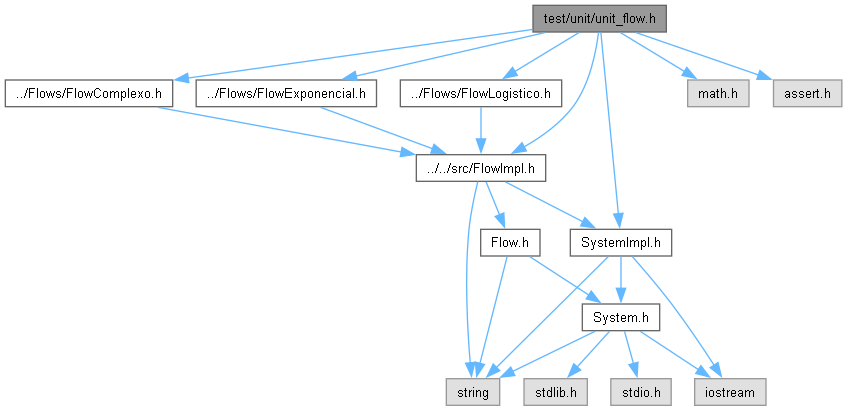 test/unit/unit_flow.h
../Flows/FlowComplexo.h
../Flows/FlowExponencial.h
../Flows/FlowLogistico.h
math.h
assert.h
../../src/FlowImpl.h
Flow.h
SystemImpl.h
System.h
string
stdlib.h
stdio.h
iostream